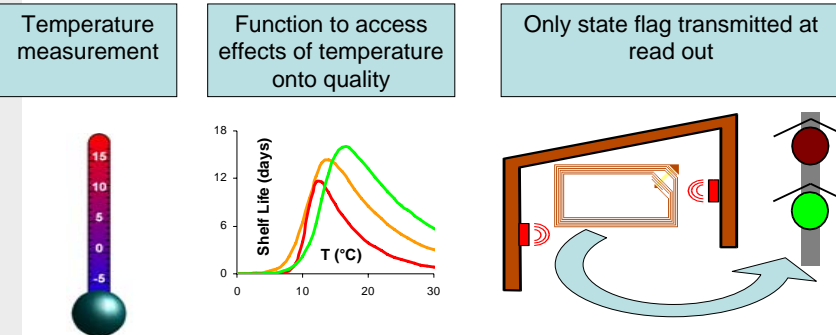 Temperature
measurement
Function to access
effects of temperature
onto quality
Only state flag transmitted at
read out
15
10
5
0
-5
18
12
6
0
Shelf Life (days)
T (°C)
0 10 20 30